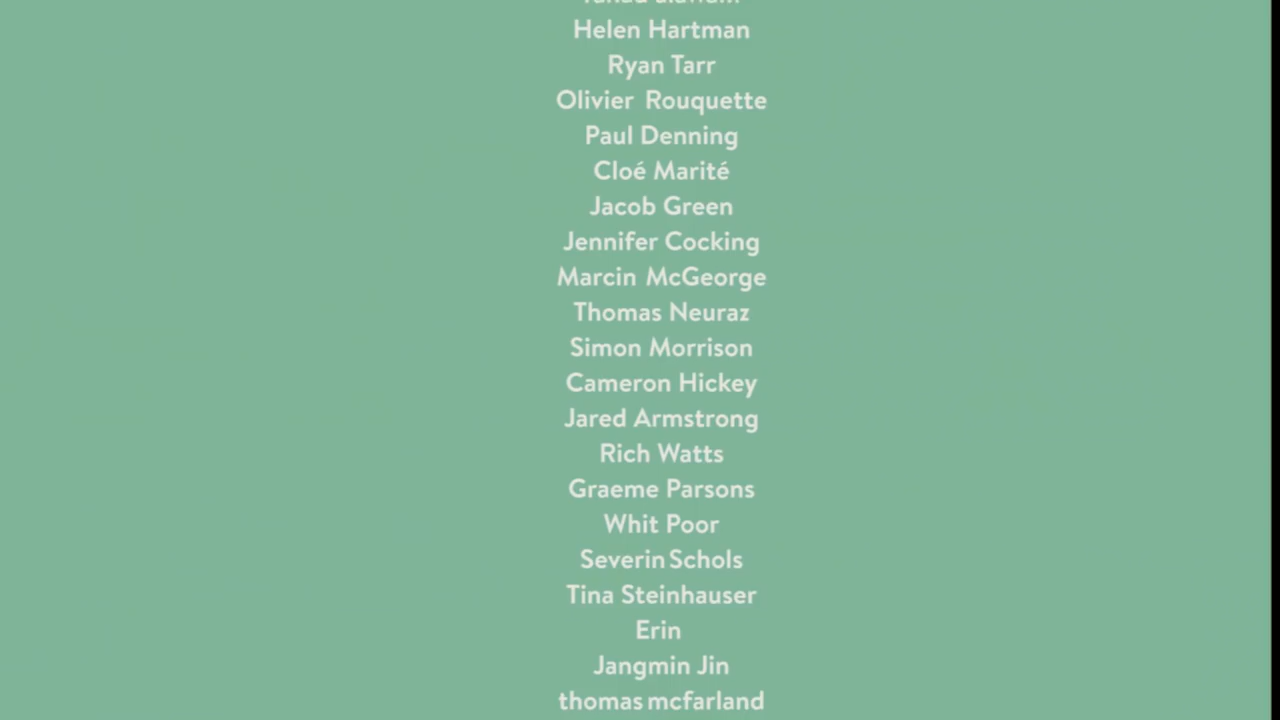 Helen Hartman
Ryan Tarr
Olivier Rouquette
Paul Denning
Cloé Marité
Jacob Green
Jennifer Cocking
Marcin McGeorge
Thomas Neuraz
Simon Morrison
Cameron Hickey
Jared Armstrong
Rich Watts
Graeme Parsons
Whit Poor
Severin Schols
Tina Steinhauser
Erin
Jangmin Jin
thomas mcfarland